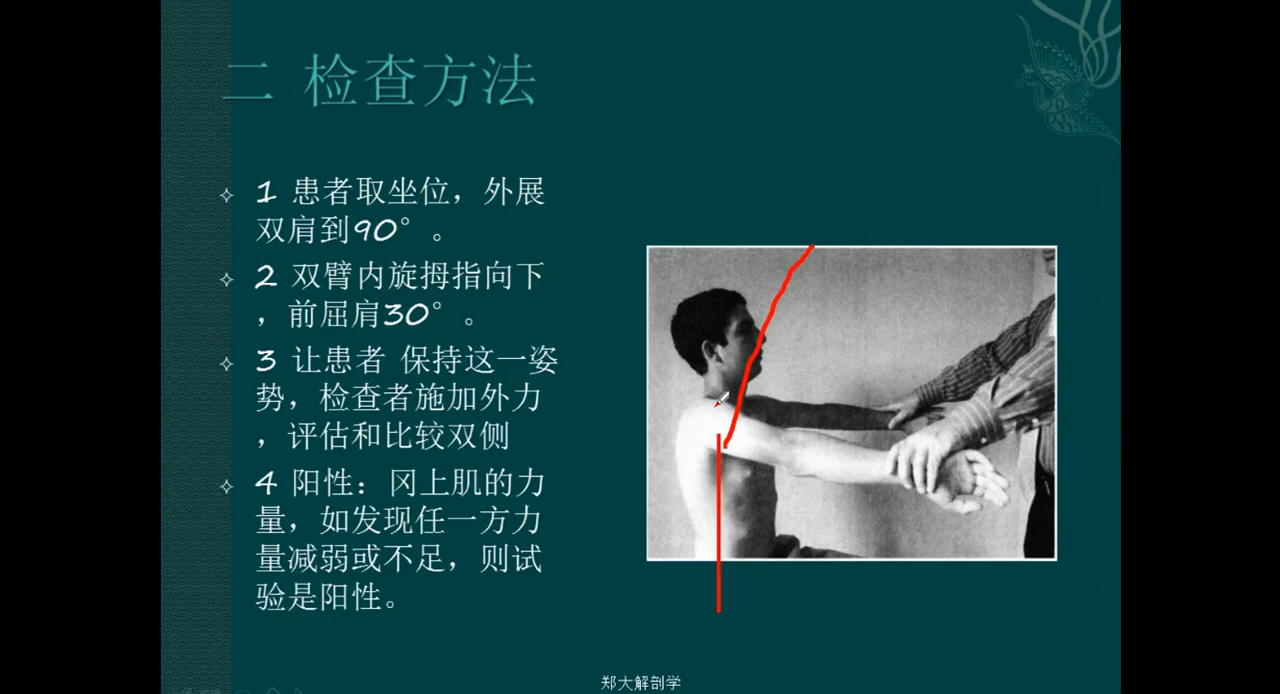 二 检查方法
1 患者取坐位，外展
双肩到90°。
2 双臂内旋拇指向下
，前屈肩30°。
3 让患者 保持这一姿
势，检查者施加外力
，评估和比较双侧
4 阳性：冈上肌的力
量，如发现任一方力
量减弱或不足，则试
验是阳性。
郑大解剖学